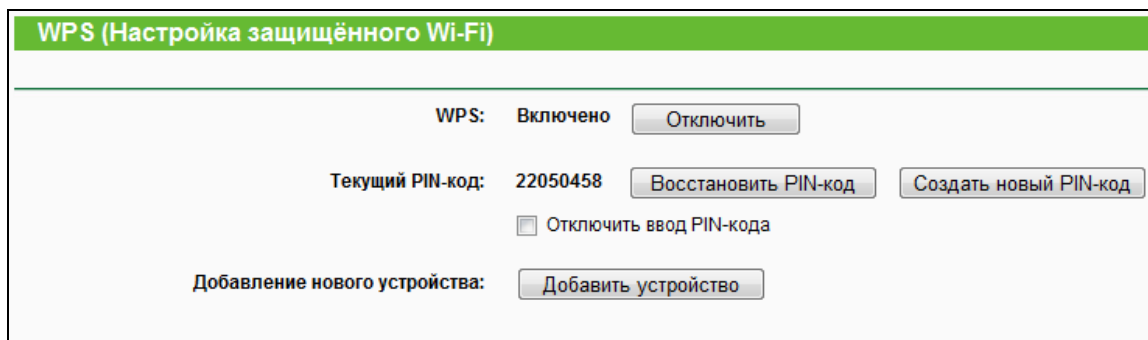 WPS (Настройка защищённого Wi-Fi)
WPS: Включено Отключить
Текущий PIN-код: 22050458 Восстановить PIN-код Создать новый PIN-код
Отключить ввод PIN-кода
Добавление нового устройства: Добавить устройство